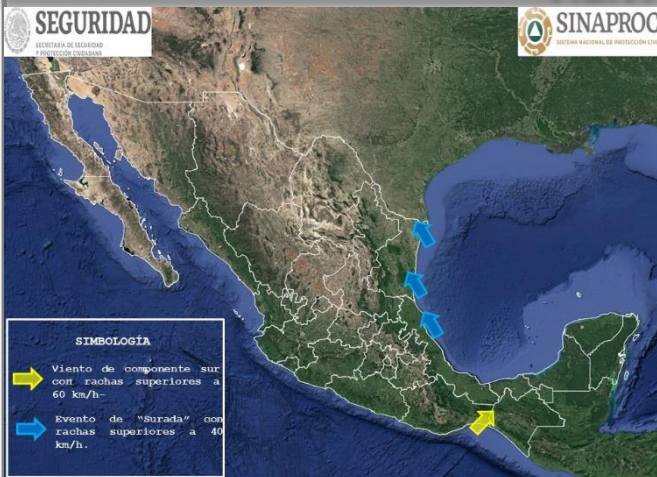 SEGURIDAD
SECRETARÍA DE SEGURIDAD
Y PROTECCIÓN CIUDADANA
SINAPROC
SISTEMA NACIONAL DE PROTECCIÓN CIVI
SIMBOLOGÍA
Viento de componente sur
con rachas superiores a
60 km/h-
Evento de "Surada" con
rachas superiores a 40
km/h.